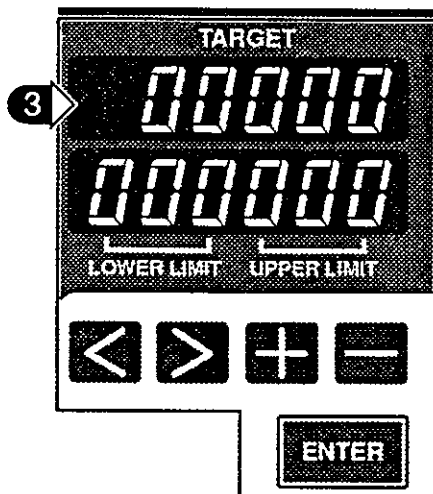 TARGET
3 00000
000000
LOWER LIMIT UPPER LIMIT
< > + −
ENTER